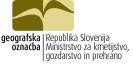 geografska
označba
Republika Slovenija
Ministrstvo za kmetijstvo,
gozdarstvo in prehrano